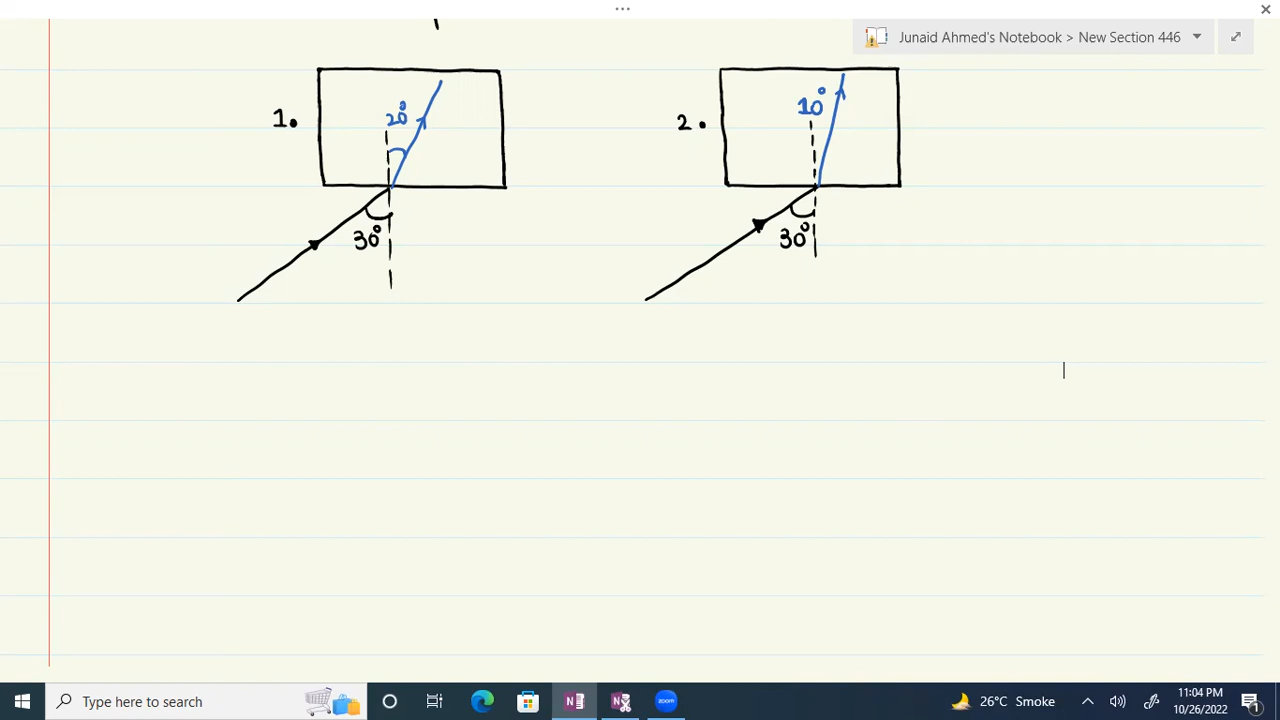 Junaid Ahmed's Notebook > New Section 446
1.
20°
30°
2.
10°
30°
Type here to search
26°C Smoke
11:04 PM
10/26/2022
1